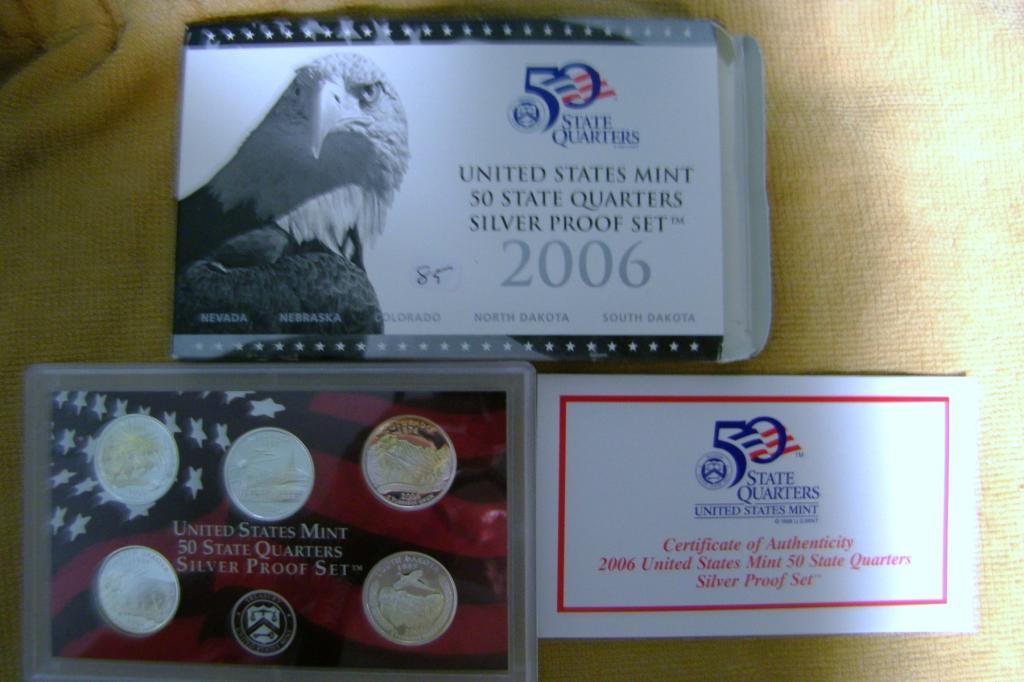 50
STATE
QUARTERS
UNITED STATES MINT
50 STATE QUARTERS
SILVER PROOF SET™
2006
85
NEVADA NEBRASKA COLORADO NORTH DAKOTA SOUTH DAKOTA
UNITED STATES MINT
50 STATE QUARTERS
SILVER PROOF SET™
SOUTH DAKOTA
50
STATE
QUARTERS
UNITED STATES MINT
Certificate of Authenticity
2006 United States Mint 50 State Quarters
Silver Proof Set™